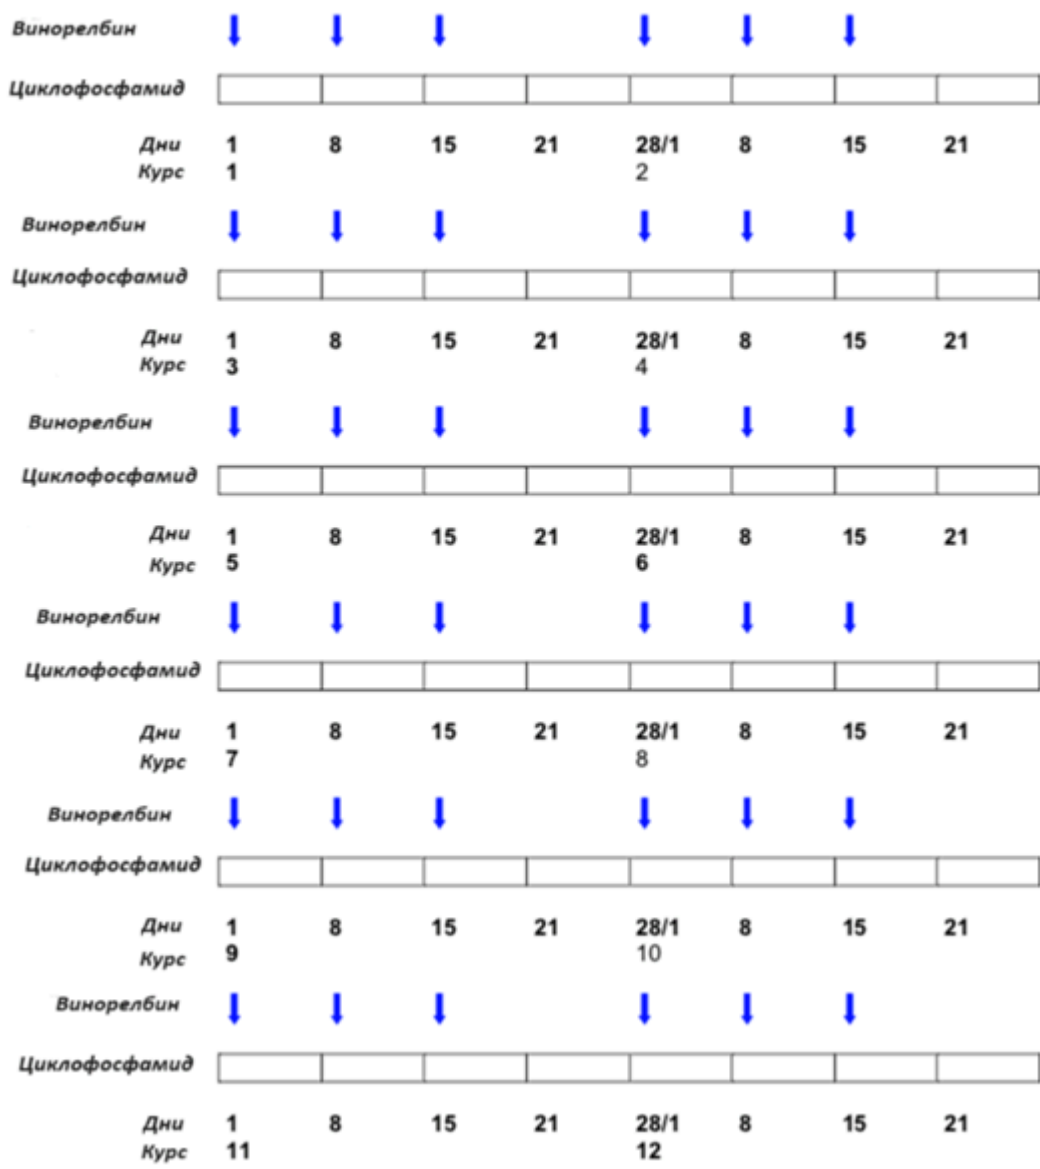 Винорелбин
Циклофосфамид
Дни 1 8 15 21 28/1 8 15 21
Курс 1 2
Винорелбин
Циклофосфамид
Дни 1 8 15 21 28/1 8 15 21
Курс 3 4
Винорелбин
Циклофосфамид
Дни 1 8 15 21 28/1 8 15 21
Курс 5 6
Винорелбин
Циклофосфамид
Дни 1 8 15 21 28/1 8 15 21
Курс 7 8
Винорелбин
Циклофосфамид
Дни 1 8 15 21 28/1 8 15 21
Курс 9 10
Винорелбин
Циклофосфамид
Дни 1 8 15 21 28/1 8 15 21
Курс 11 12